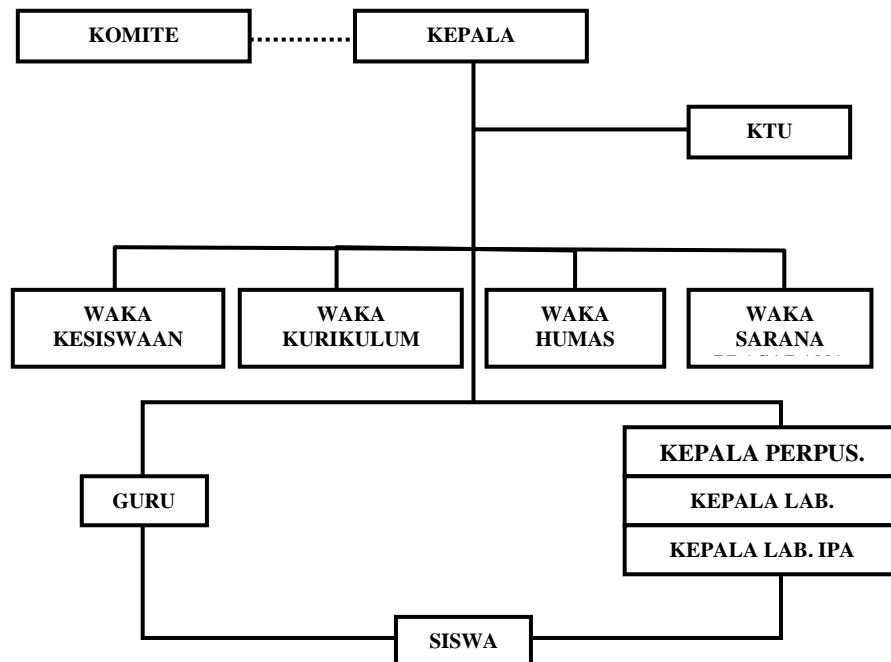 KOMITE
KEPALA
KTU
WAKA
KESISWAAN
WAKA
KURIKULUM
WAKA
HUMAS
WAKA
SARANA
KEPALA PERPUS.
GURU
KEPALA LAB.
KEPALA LAB. IPA
SISWA